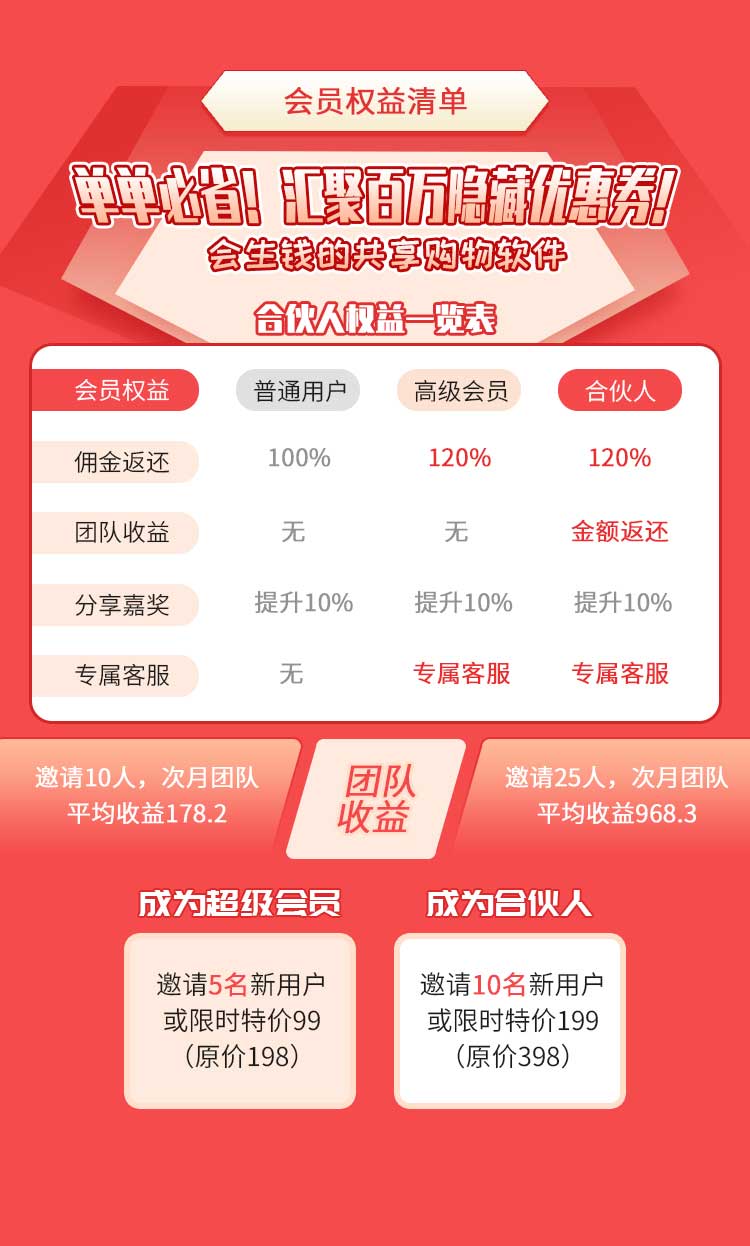 会员权益清单
单单必省！汇聚百万隐藏优惠券！
会生钱的共享购物软件
合伙人权益一览表
会员权益 普通用户 高级会员 合伙人
佣金返还 100% 120% 120%
团队收益 无 无 金额返还
分享嘉奖 提升10% 提升10% 提升10%
专属客服 无 专属客服 专属客服
邀请10人，次月团队
平均收益178.2
团队
收益
邀请25人，次月团队
平均收益968.3
成为超级会员
邀请5名新用户
或限时特价99
（原价198）
成为合伙人
邀请10名新用户
或限时特价199
（原价398）